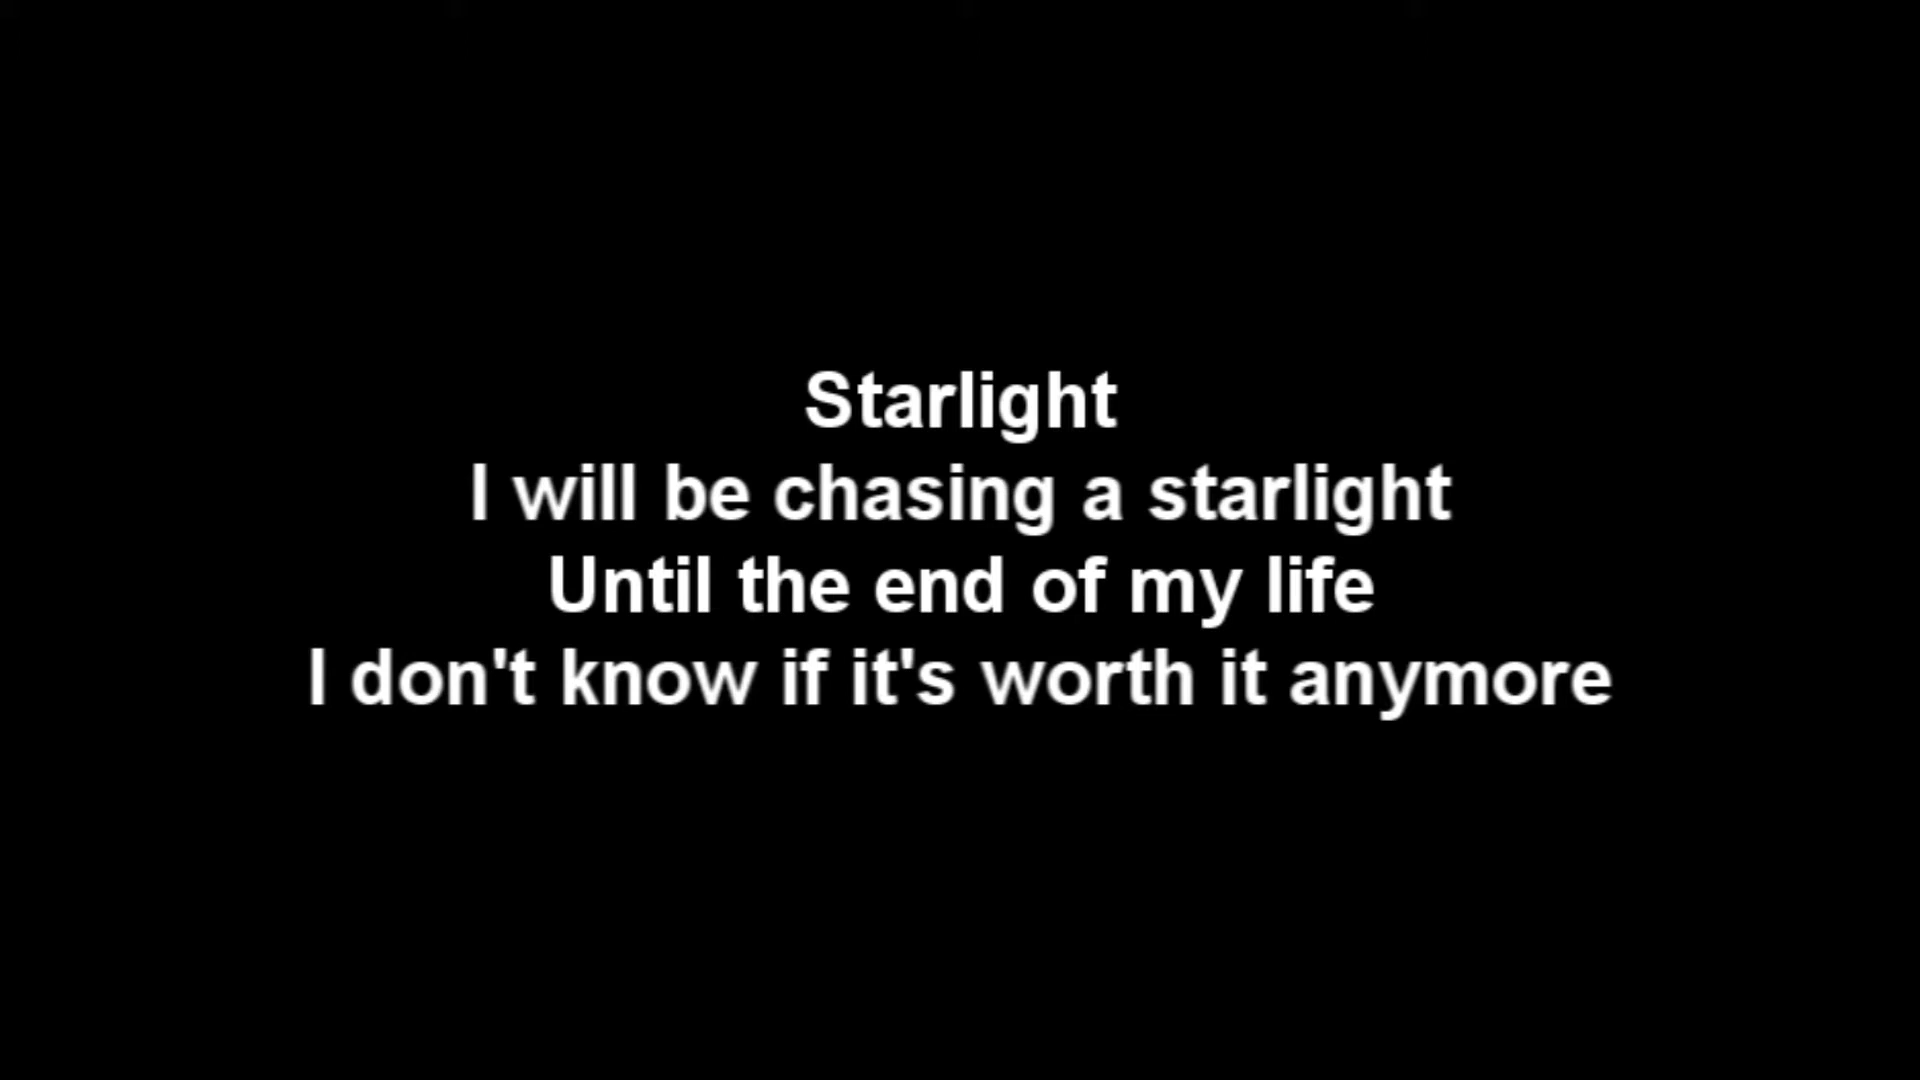 Starlight
I will be chasing a starlight
Until the end of my life
I don't know if it's worth it anymore